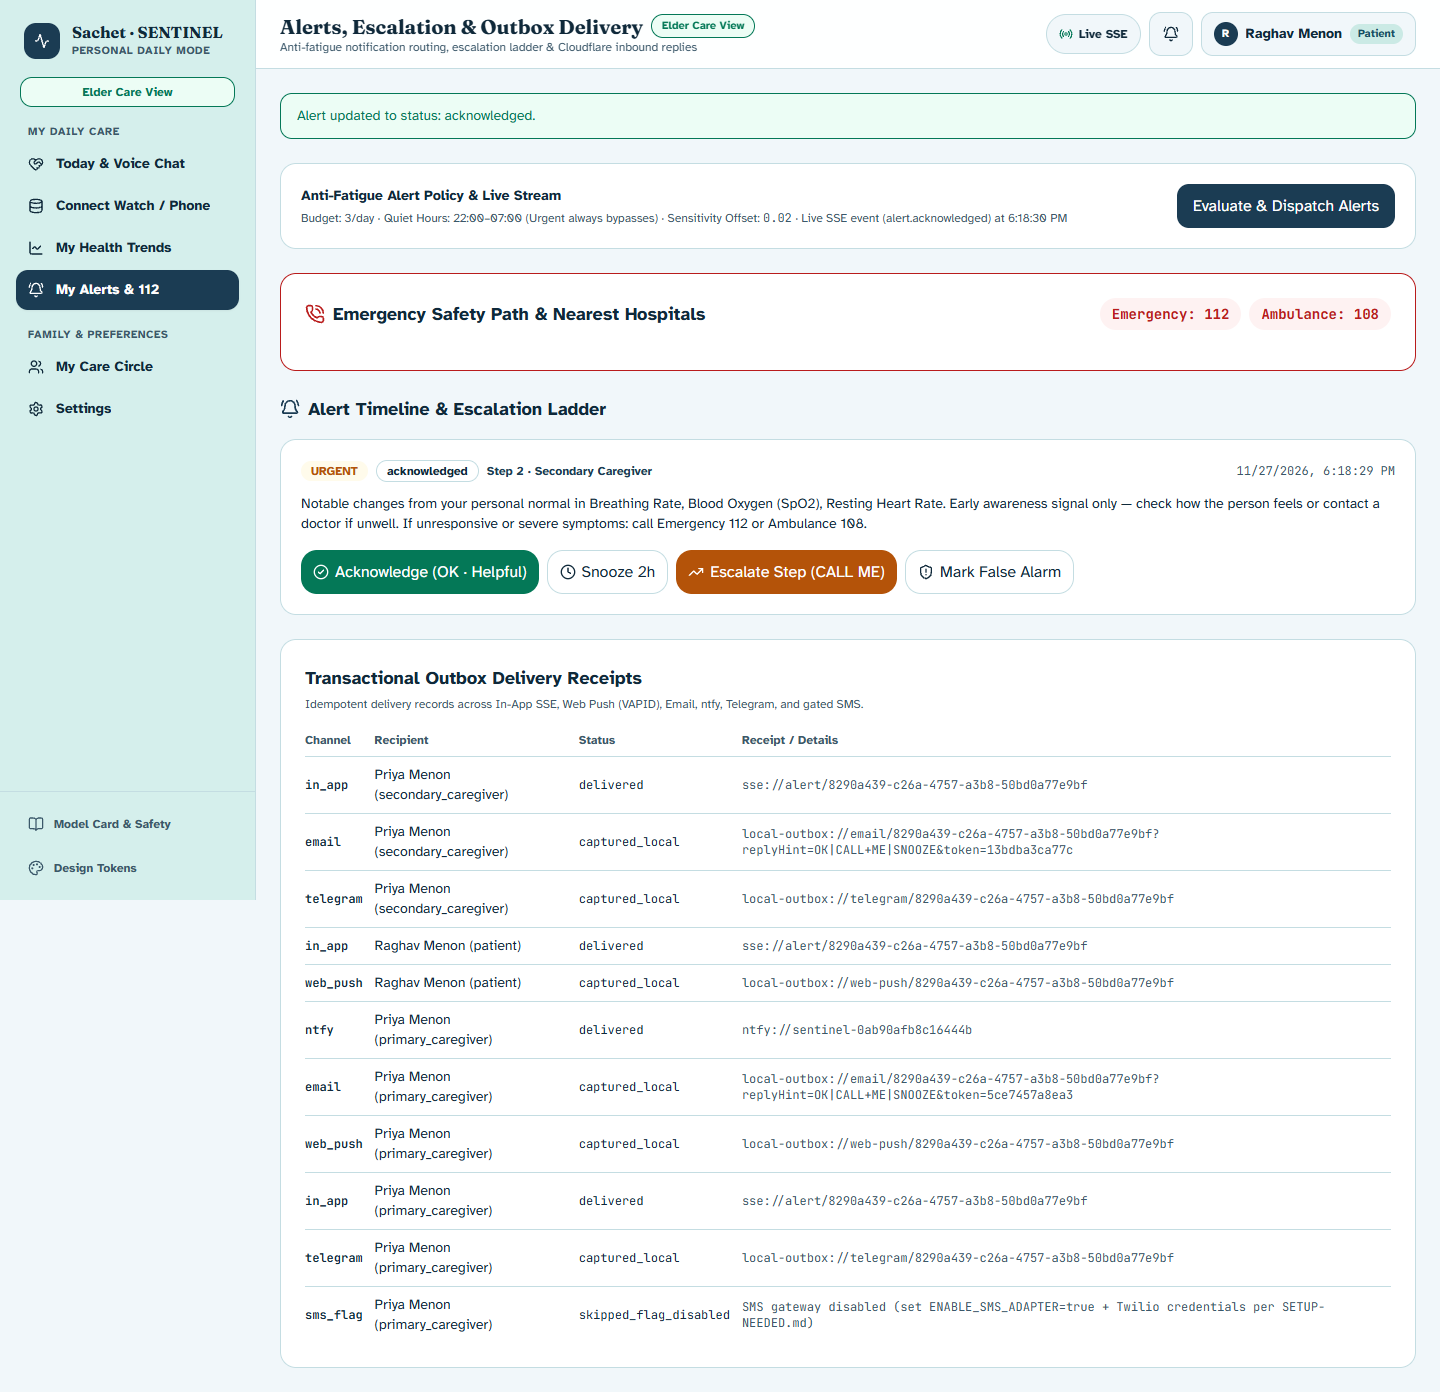 Sachet · SENTINEL
PERSONAL DAILY MODE
Elder Care View
MY DAILY CARE
Today & Voice Chat
Connect Watch / Phone
My Health Trends
My Alerts & 112
FAMILY & PREFERENCES
My Care Circle
Settings
Model Card & Safety
Design Tokens
Alerts, Escalation & Outbox Delivery
Elder Care View
Anti-fatigue notification routing, escalation ladder & Cloudflare inbound replies
Live SSE
R
Raghav Menon
Patient
Alert updated to status: acknowledged.
Anti-Fatigue Alert Policy & Live Stream
Budget: 3/day · Quiet Hours: 22:00–07:00 (Urgent always bypasses) · Sensitivity Offset: 0.02 · Live SSE event (alert.acknowledged) at 6:18:30 PM
Evaluate & Dispatch Alerts
Emergency Safety Path & Nearest Hospitals
Emergency: 112
Ambulance: 108
Alert Timeline & Escalation Ladder
URGENT
acknowledged
Step 2 · Secondary Caregiver
11/27/2026, 6:18:29 PM
Notable changes from your personal normal in Breathing Rate, Blood Oxygen (SpO2), Resting Heart Rate. Early awareness signal only — check how the person feels or contact a
doctor if unwell. If unresponsive or severe symptoms: call Emergency 112 or Ambulance 108.
Acknowledge (OK · Helpful)
Snooze 2h
Escalate Step (CALL ME)
Mark False Alarm
Transactional Outbox Delivery Receipts
Idempotent delivery records across In-App SSE, Web Push (VAPID), Email, ntfy, Telegram, and gated SMS.
Channel Recipient Status Receipt / Details
in_app Priya Menon (secondary_caregiver) delivered sse://alert/8290a439-c26a-4757-a3b8-50bd0a77e9bf
email Priya Menon (secondary_caregiver) captured_local local-outbox://email/8290a439-c26a-4757-a3b8-50bd0a77e9bf?
replyHint=OK|CALL+ME|SNOOZE&token=13bdba3ca77c
telegram Priya Menon (secondary_caregiver) captured_local local-outbox://telegram/8290a439-c26a-4757-a3b8-50bd0a77e9bf
in_app Raghav Menon (patient) delivered sse://alert/8290a439-c26a-4757-a3b8-50bd0a77e9bf
web_push Raghav Menon (patient) captured_local local-outbox://web-push/8290a439-c26a-4757-a3b8-50bd0a77e9bf
ntfy Priya Menon (primary_caregiver) delivered ntfy://sentinel-0ab90afb8c16444b
email Priya Menon (primary_caregiver) captured_local local-outbox://email/8290a439-c26a-4757-a3b8-50bd0a77e9bf?
replyHint=OK|CALL+ME|SNOOZE&token=5ce7457a8ea3
web_push Priya Menon (primary_caregiver) captured_local local-outbox://web-push/8290a439-c26a-4757-a3b8-50bd0a77e9bf
in_app Priya Menon (primary_caregiver) delivered sse://alert/8290a439-c26a-4757-a3b8-50bd0a77e9bf
telegram Priya Menon (primary_caregiver) captured_local local-outbox://telegram/8290a439-c26a-4757-a3b8-50bd0a77e9bf
sms_flag Priya Menon (primary_caregiver) skipped_flag_disabled SMS gateway disabled (set ENABLE_SMS_ADAPTER=true + Twilio credentials per SETUP-
NEEDED.md)